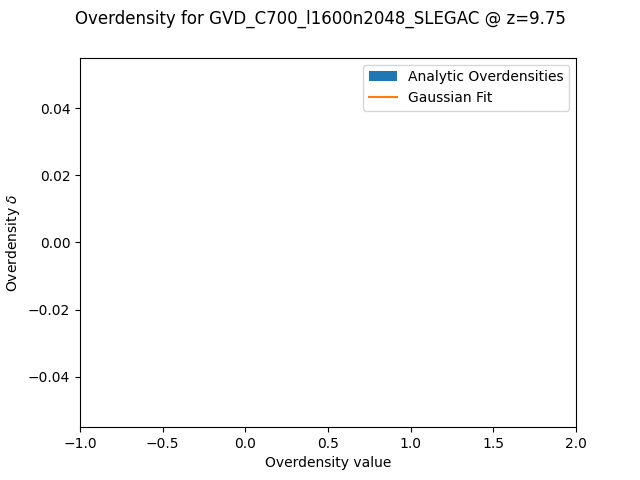 Overdensity for GVD_C700_l1600n2048_SLEGAC @ z=9.75
Analytic Overdensities
Gaussian Fit
Overdensity δ
0.04
0.02
0.00
−0.02
−0.04
−1.0 −0.5 0.0 0.5 1.0 1.5 2.0
Overdensity value